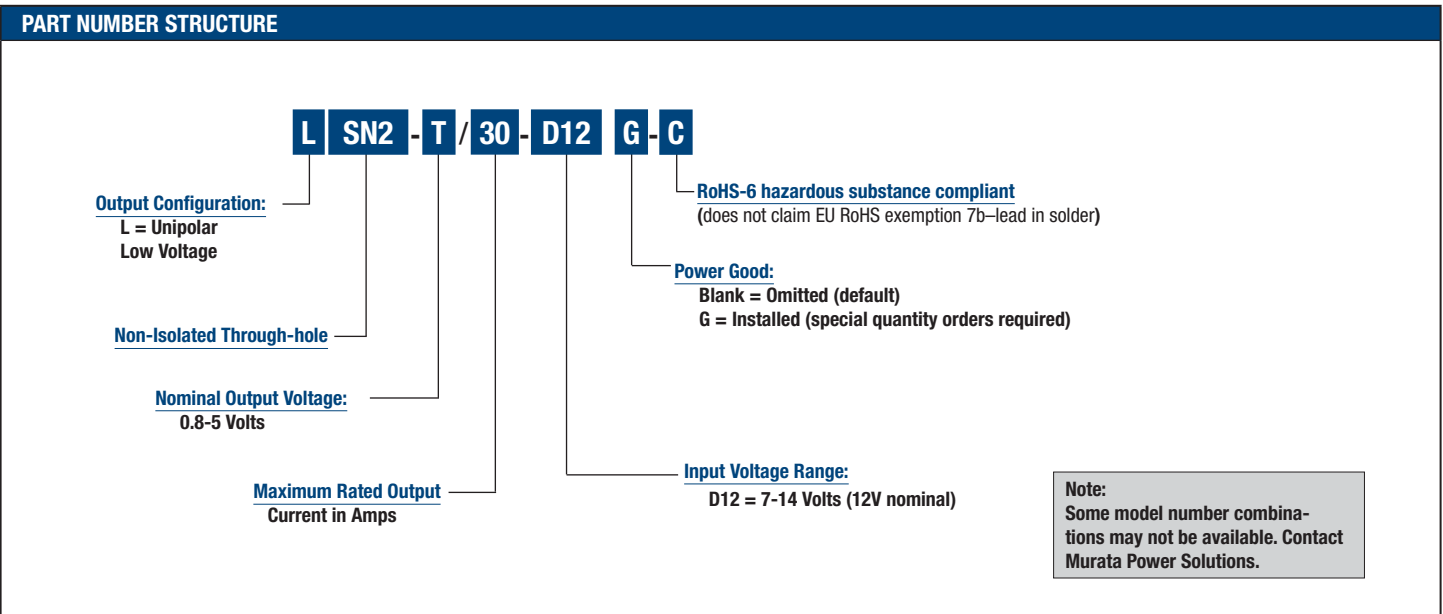 PART NUMBER STRUCTURE
L SN2 - T / 30 - D12 G - C
Output Configuration:
L = Unipolar
Low Voltage
Non-Isolated Through-hole
Nominal Output Voltage:
0.8-5 Volts
Maximum Rated Output
Current in Amps
RoHS-6 hazardous substance compliant
(does not claim EU RoHS exemption 7b–lead in solder)
Power Good:
Blank = Omitted (default)
G = Installed (special quantity orders required)
Input Voltage Range:
D12 = 7-14 Volts (12V nominal)
Note:
Some model number combina-
tions may not be available. Contact
Murata Power Solutions.